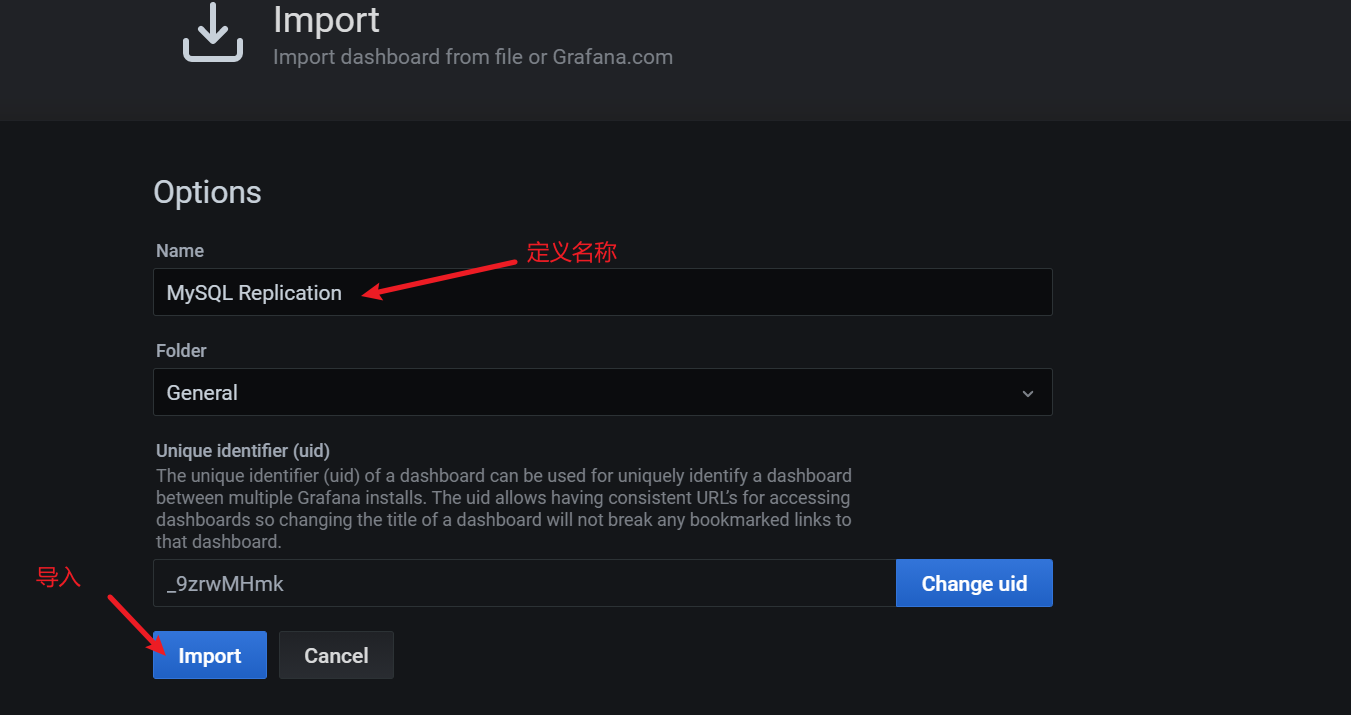 Import
Import dashboard from file or Grafana.com
Options
Name
定义名称
MySQL Replication
Folder
General
Unique identifier (uid)
The unique identifier (uid) of a dashboard can be used for uniquely identify a dashboard
between multiple Grafana installs. The uid allows having consistent URL's for accessing
dashboards so changing the title of a dashboard will not break any bookmarked links to
that dashboard.
导入
_9zrwMHmk
Change uid
Import
Cancel